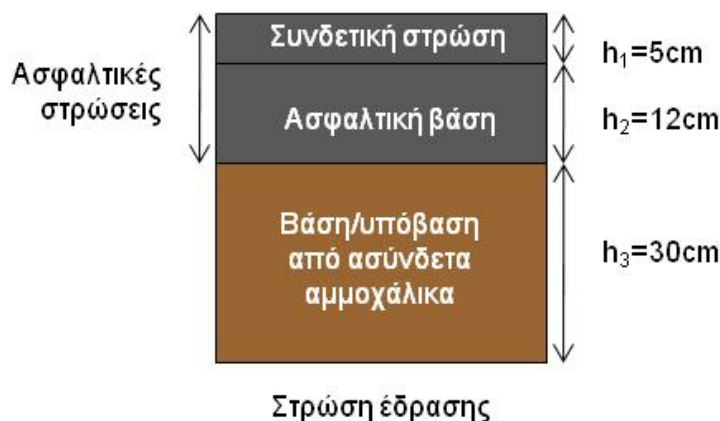 Συνδετική στρώση
h₁=5cm
Ασφαλτικές
στρώσεις
Ασφαλτική βάση
h₂=12cm
Βάση/υπόβαση
από ασύνδετα
αμμοχάλικα
h₃=30cm
Στρώση έδρασης